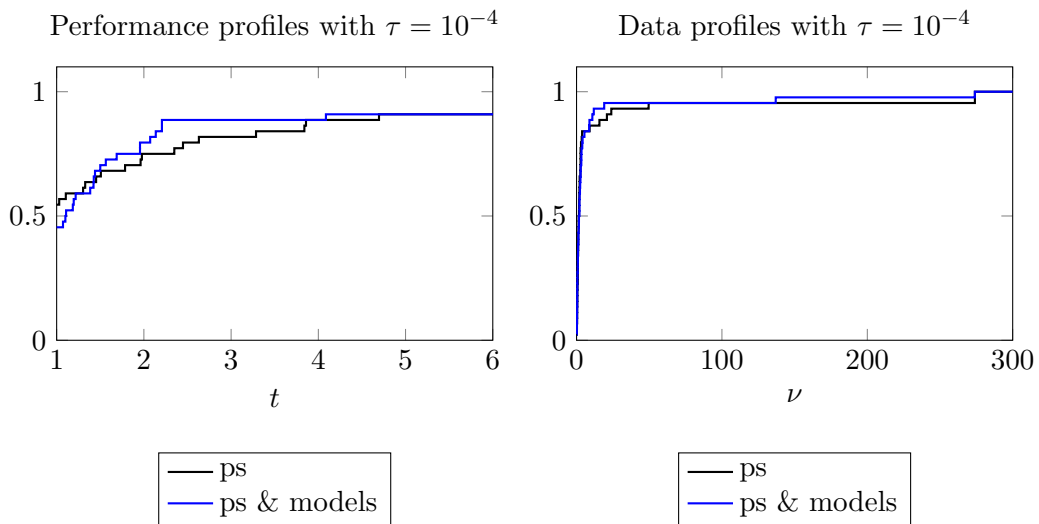 Performance profiles with τ = 10⁻⁴
1
0.5
0
1 2 3 4 5 6
t
ps
ps & models
Data profiles with τ = 10⁻⁴
1
0.5
0
0 100 200 300
ν
ps
ps & models